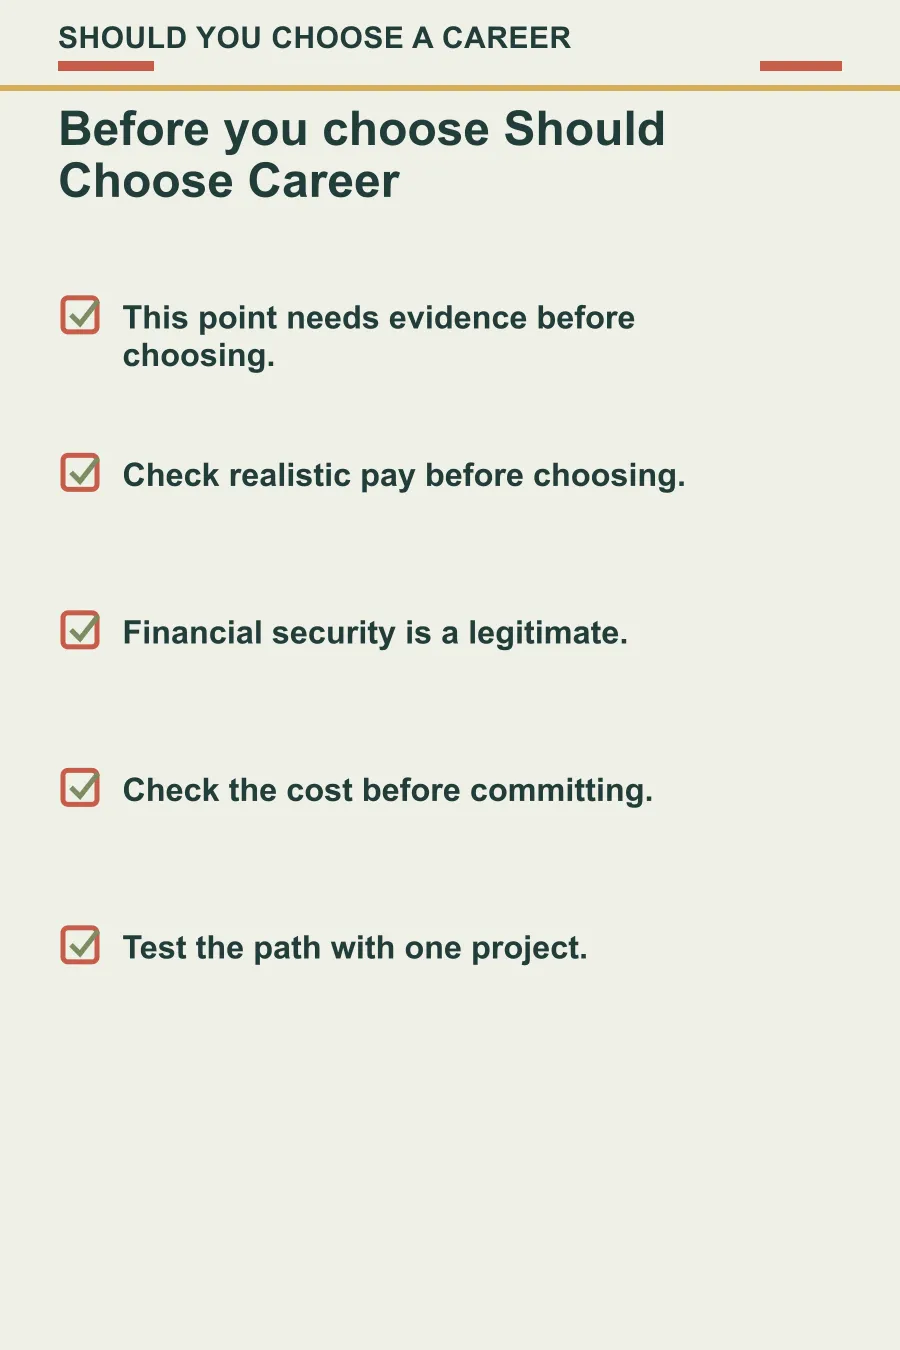 SHOULD YOU CHOOSE A CAREER
Before you choose Should
Choose Career
This point needs evidence before
choosing.
Check realistic pay before choosing.
Financial security is a legitimate.
Check the cost before committing.
Test the path with one project.